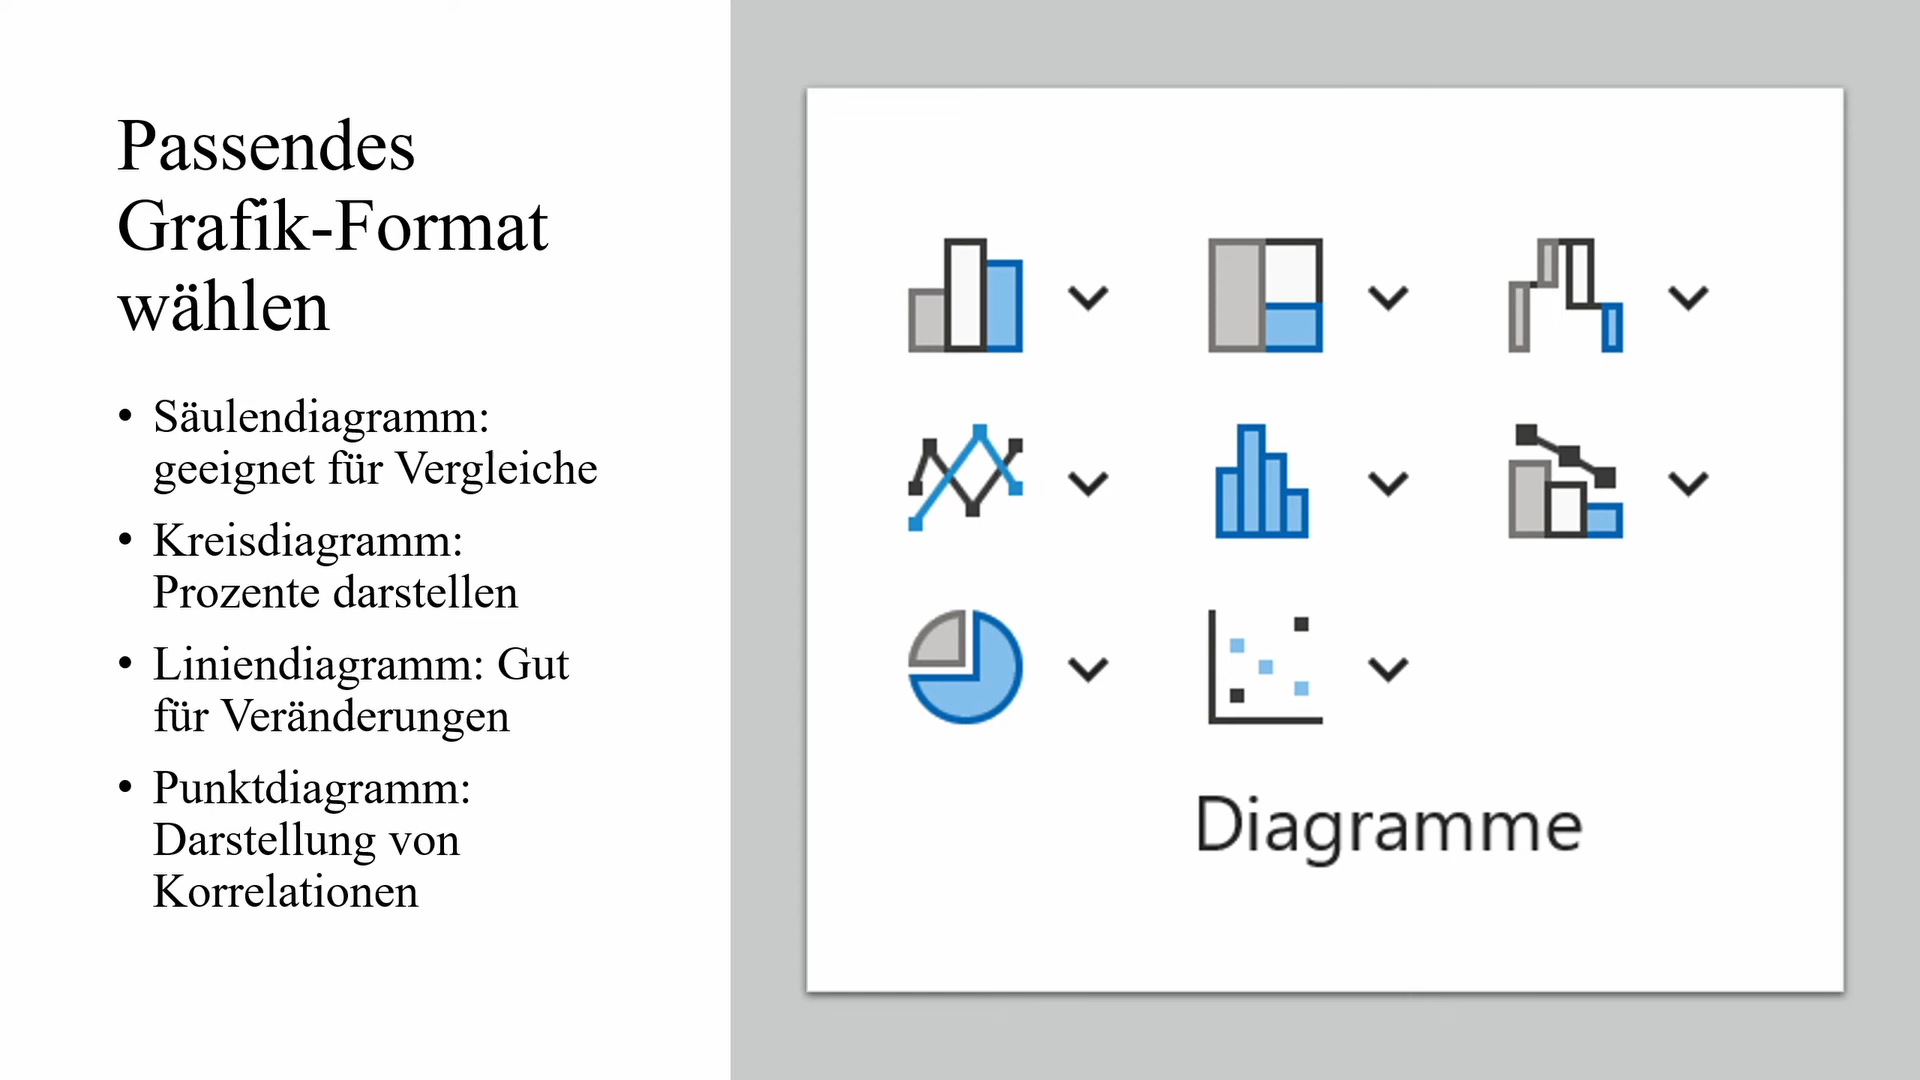 Passendes
Grafik-Format
wählen
• Säulendiagramm:
geeignet für Vergleiche
• Kreisdiagramm:
Prozente darstellen
• Liniendiagramm: Gut
für Veränderungen
• Punktdiagramm:
Darstellung von
Korrelationen
Diagramme